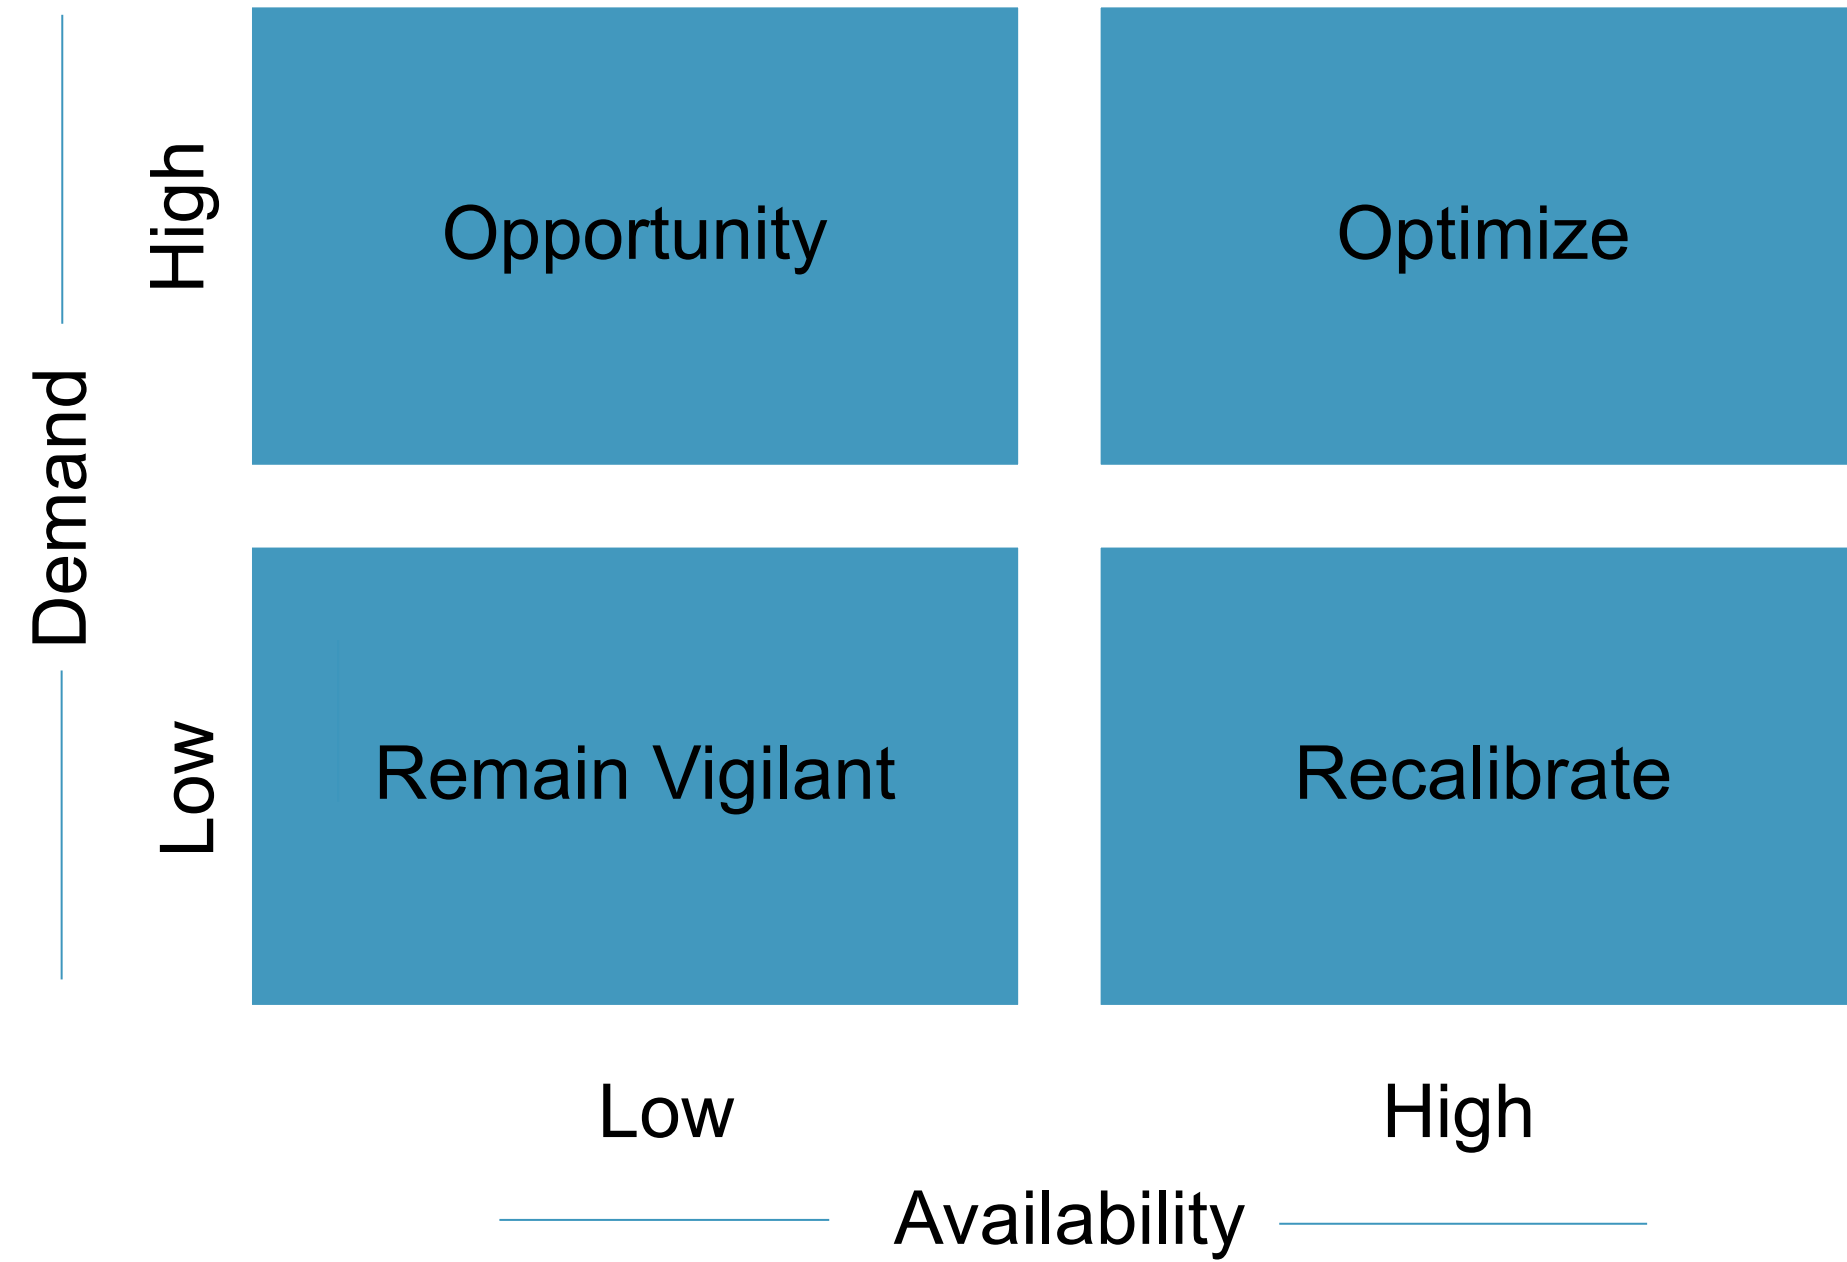 High
Opportunity
Optimize
Demand
Low
Remain Vigilant
Recalibrate
Low
High
Availability